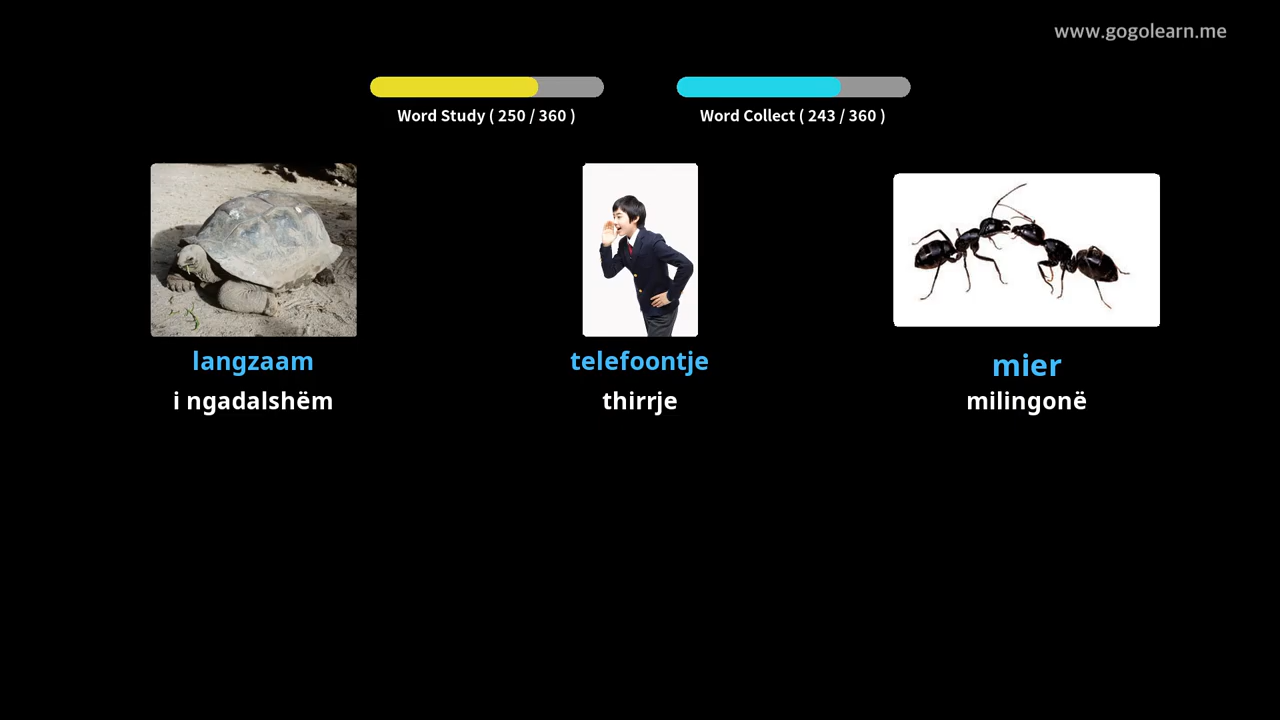 www.gogolearn.me
Word Study ( 250 / 360 )
Word Collect ( 243 / 360 )
langzaam
i ngadalshëm
telefoontje
thirrje
mier
milingonë